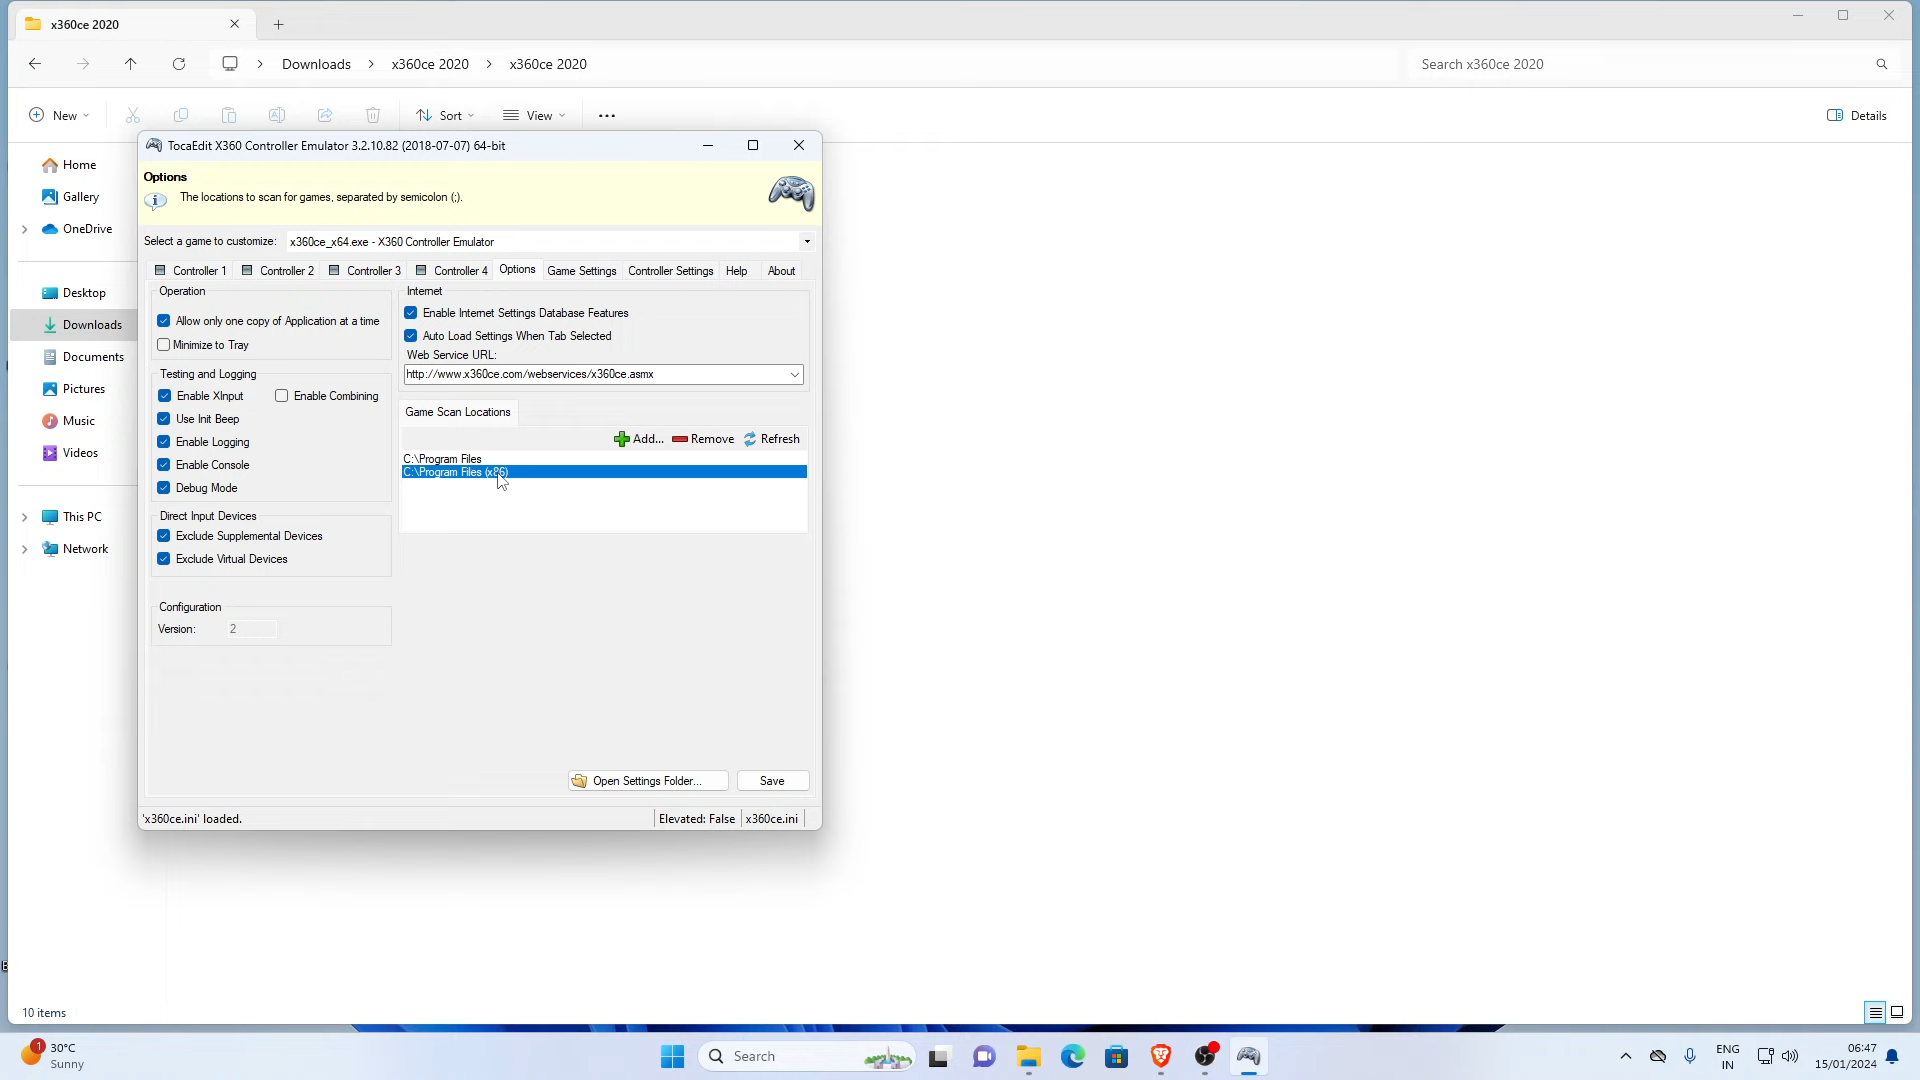 x360ce 2020
Downloads > x360ce 2020 > x360ce 2020
Search x360ce 2020
New
Sort
View
Details
Home
Gallery
OneDrive
Desktop
Downloads
Documents
Pictures
Music
Videos
This PC
Network
TocaEdit X360 Controller Emulator 3.2.10.82 (2018-07-07) 64-bit
Options
The locations to scan for games, separated by semicolon (;).
Select a game to customize: x360ce_x64.exe - X360 Controller Emulator
Controller 1 Controller 2 Controller 3 Controller 4 Options Game Settings Controller Settings Help About
Operation
Allow only one copy of Application at a time
Minimize to Tray
Testing and Logging
Enable XInput Enable Combining
Use Init Beep
Enable Logging
Enable Console
Debug Mode
Direct Input Devices
Exclude Supplemental Devices
Exclude Virtual Devices
Configuration
Version: 2
Internet
Enable Internet Settings Database Features
Auto Load Settings When Tab Selected
Web Service URL:
http://www.x360ce.com/webservices/x360ce.asmx
Game Scan Locations
Add... Remove Refresh
C:\Program Files
C:\Program Files (x86)
Open Settings Folder... Save
'x360ce.ini' loaded. Elevated: False x360ce.ini
10 items
1
30°C
Sunny
Search
ENG
IN
06:47
15/01/2024